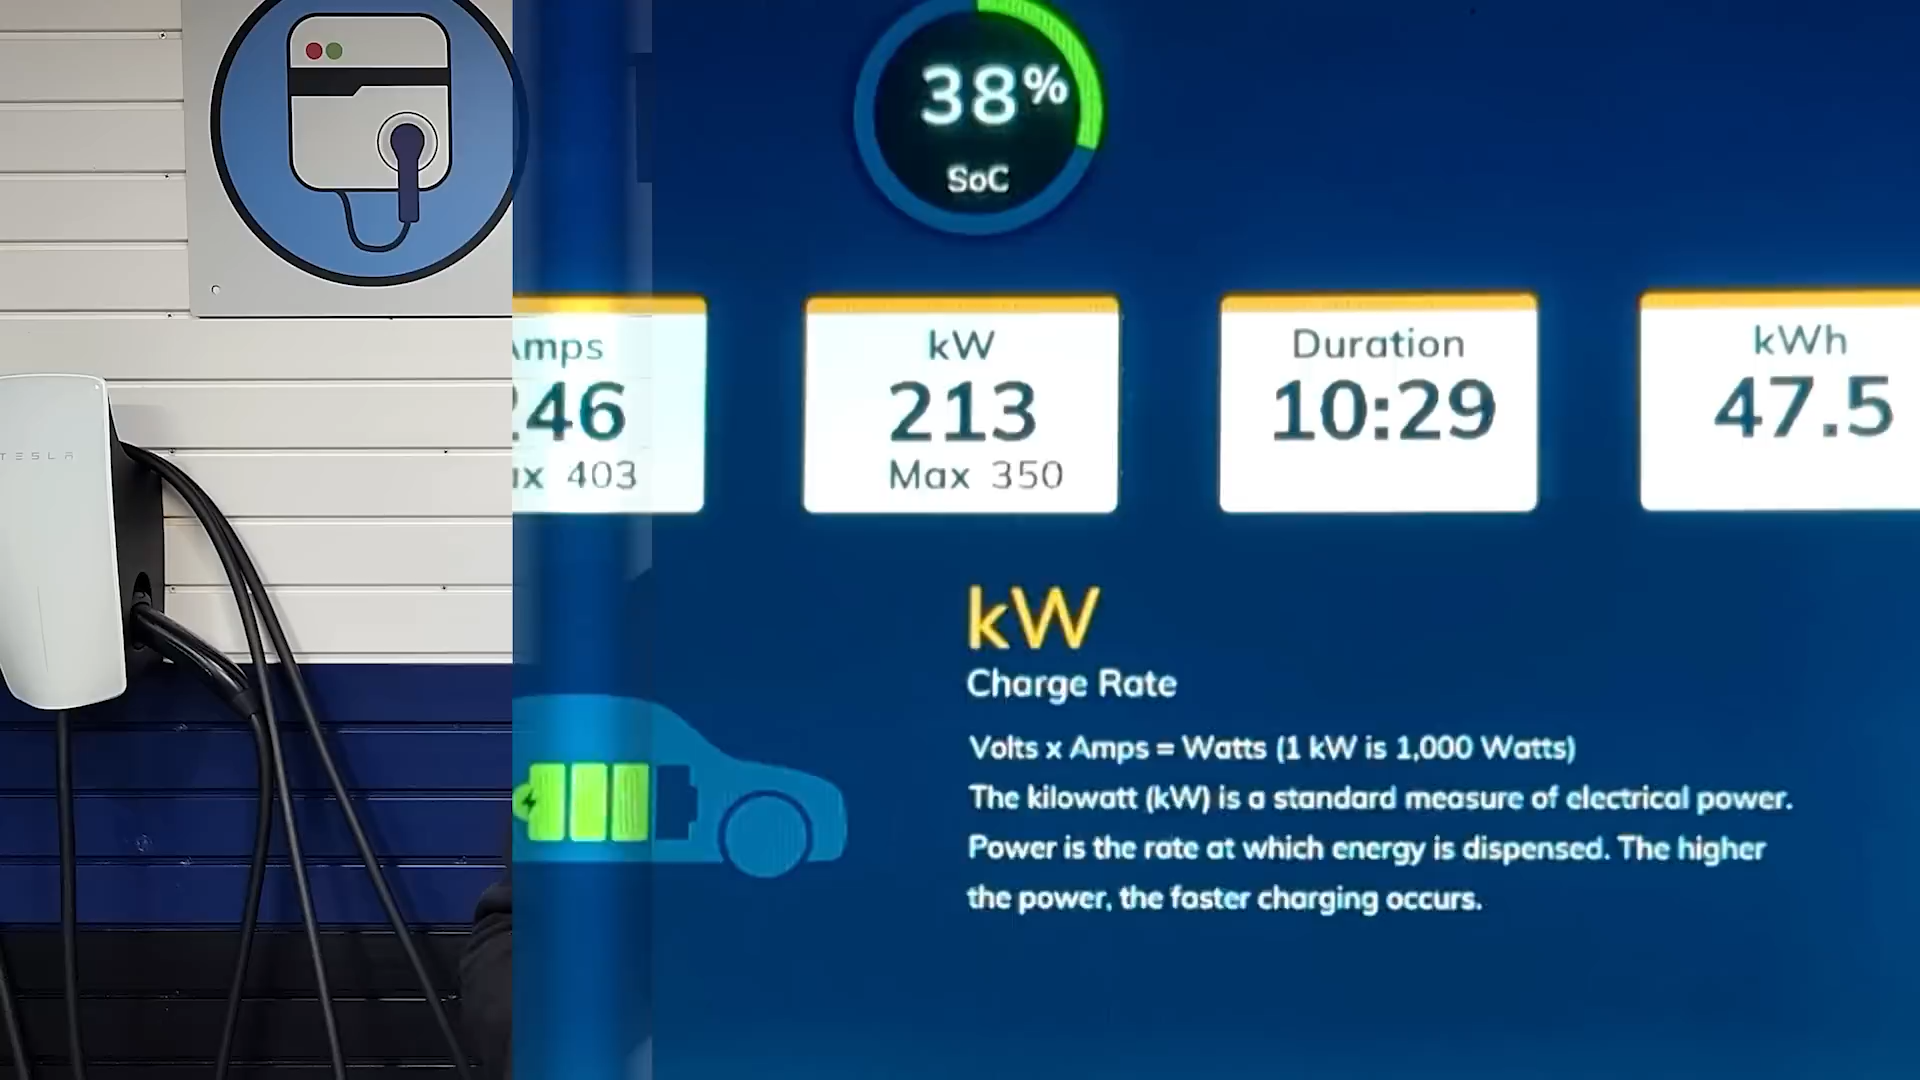 38%
SoC
TESLA
kW
213
Max 350
Duration
10:29
kWh
47.5
46
403
kW
Charge Rate
Volts x Amps = Watts (1 kW is 1,000 Watts)
The kilowatt (kW) is a standard measure of electrical power.
Power is the rate at which energy is dispensed. The higher
the power, the faster charging occurs.